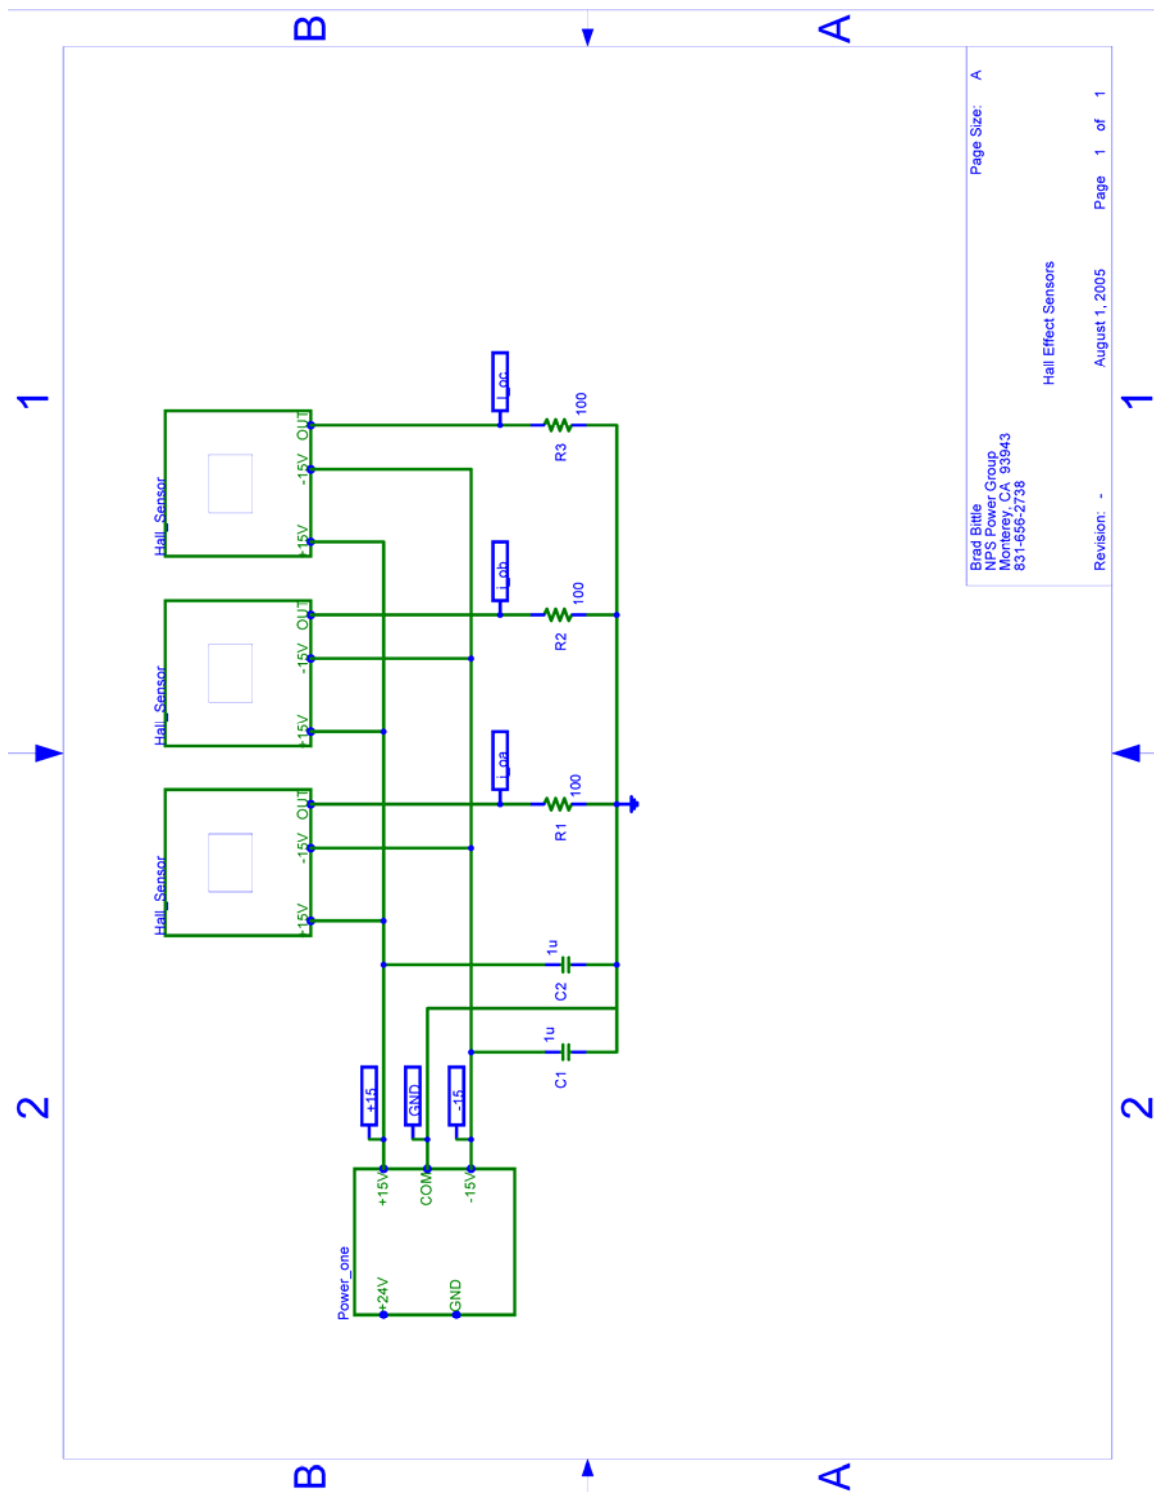 2
1
B
B
A
A
Hall_Sensor
Hall_Sensor
Hall_Sensor
+15V
-15V
OUT
+15V
-15V
OUT
+15V
-15V
OUT
Power_one
+24V
GND
+15V
COM
-15V
+15
GND
-15
i_oa
i_ob
I_oc
C1
1u
C2
1u
R1
100
R2
100
R3
100
Brad Bittle
NPS Power Group
Monterey, CA 93943
831-656-2738
Page Size: A
Hall Effect Sensors
Revision: - August 1, 2005 Page 1 of 1
2
1